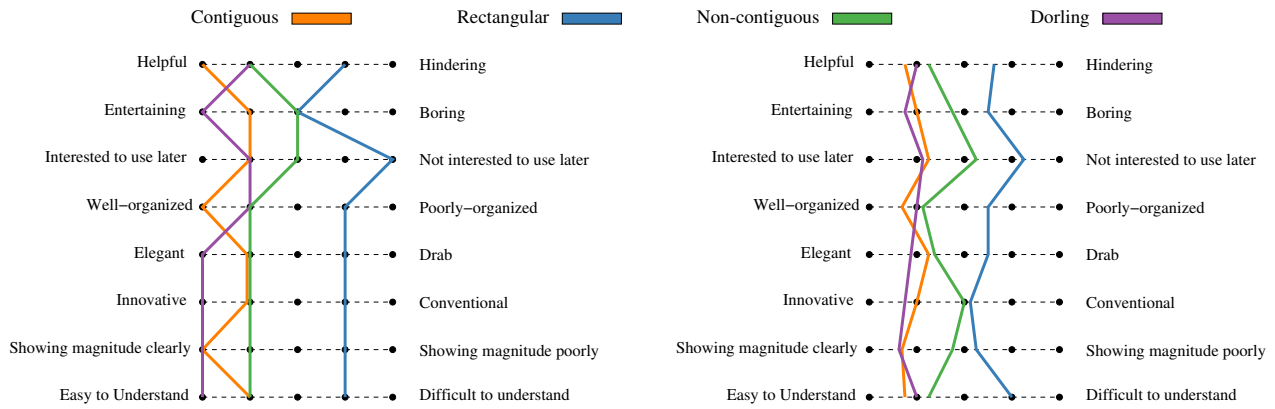 Contiguous Rectangular Non-contiguous Dorling
Helpful Hindering
Entertaining Boring
Interested to use later Not interested to use later
Well−organized Poorly−organized
Elegant Drab
Innovative Conventional
Showing magnitude clearly Showing magnitude poorly
Easy to Understand Difficult to understand
Helpful Hindering
Entertaining Boring
Interested to use later Not interested to use later
Well−organized Poorly−organized
Elegant Drab
Innovative Conventional
Showing magnitude clearly Showing magnitude poorly
Easy to Understand Difficult to understand